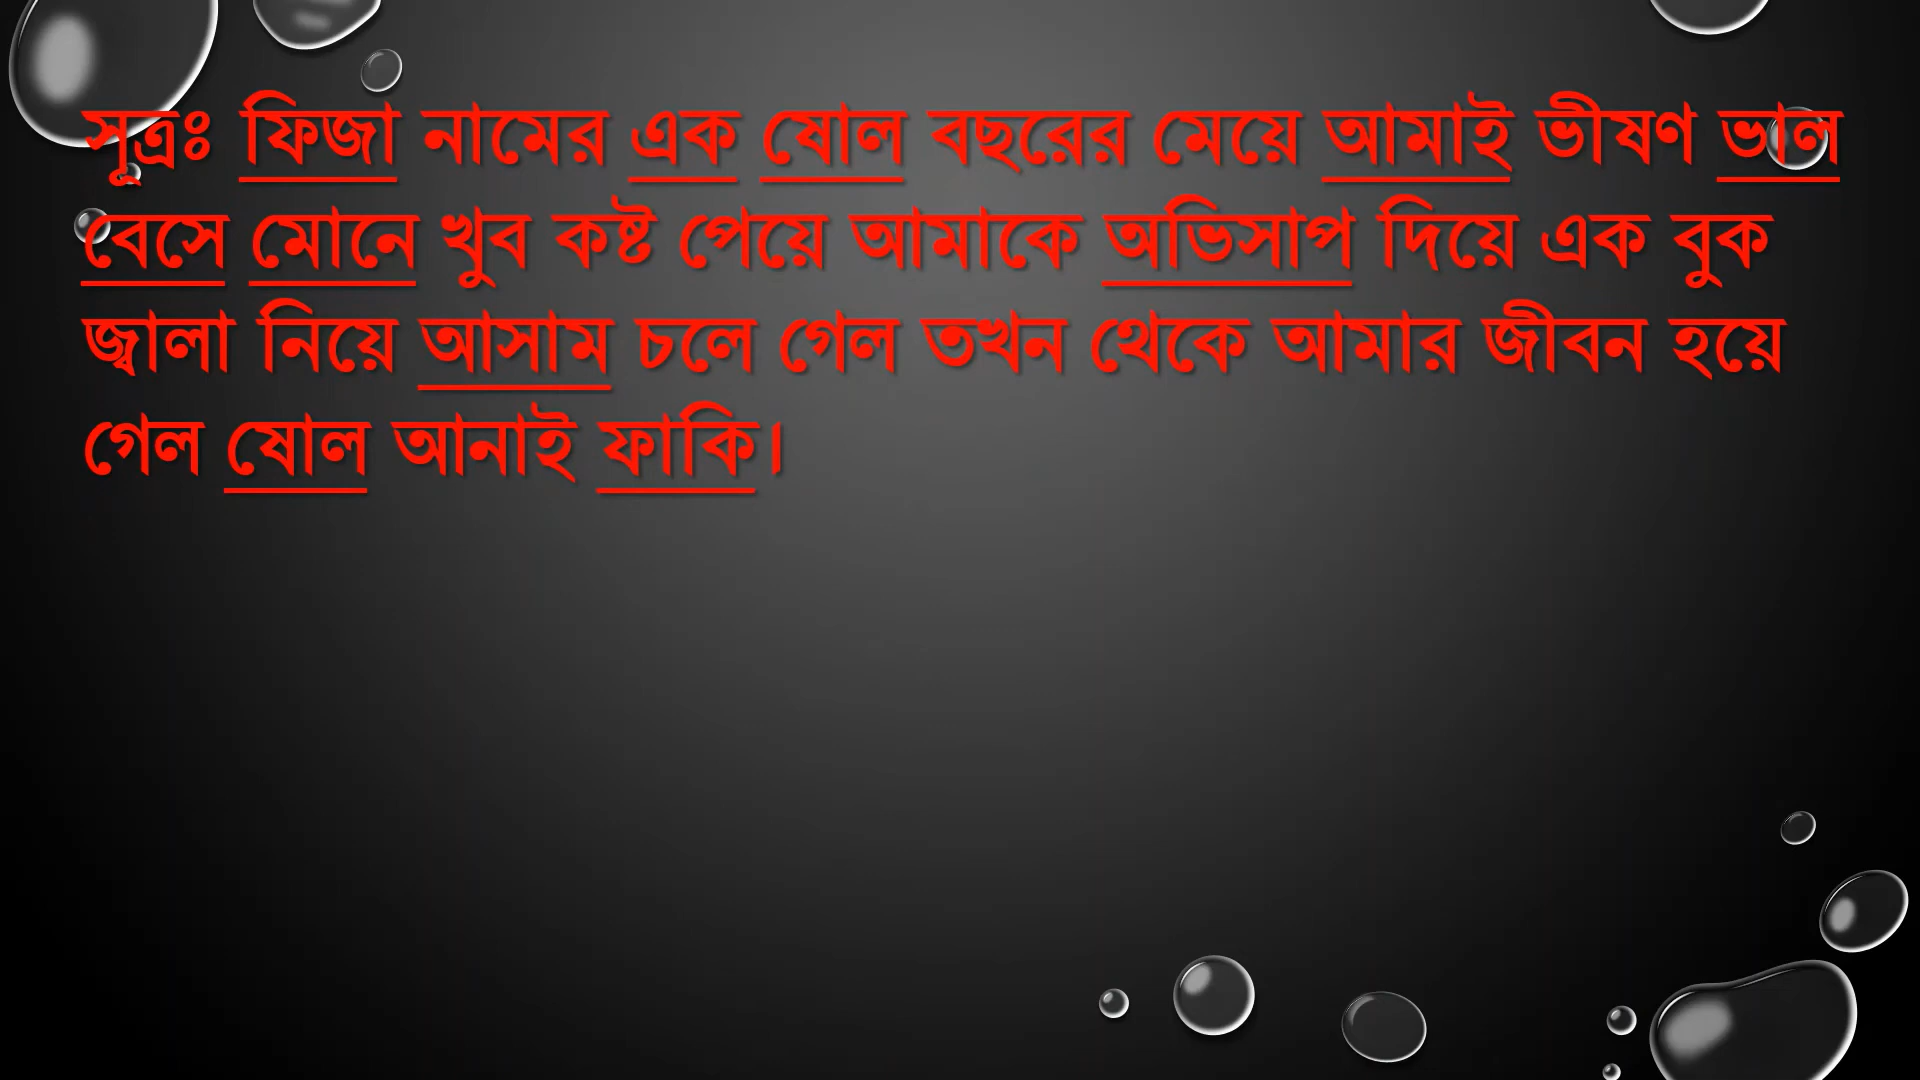 সূত্রঃ ফিজা নামের এক ষোল বছরের মেয়ে আমাই ভীষণ ভাল
বেসে মোনে খুব কষ্ট পেয়ে আমাকে অভিসাপ দিয়ে এক বুক
জ্বালা নিয়ে আসাম চলে গেল তখন থেকে আমার জীবন হয়ে
গেল ষোল আনাই ফাকি।